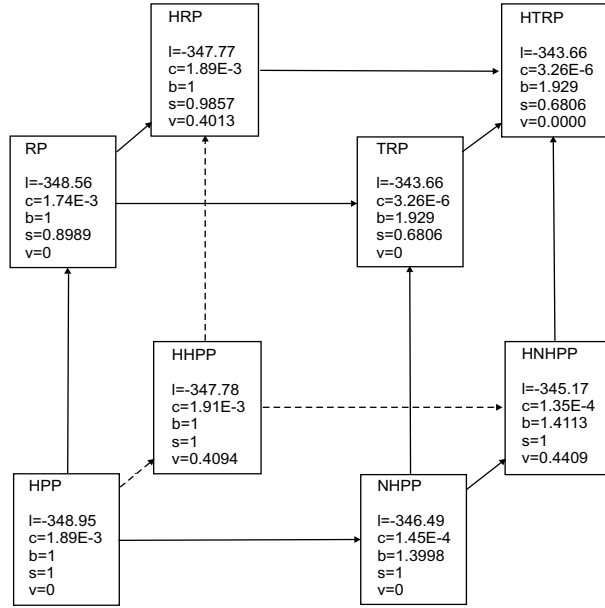 HRP
l=-347.77
c=1.89E-3
b=1
s=0.9857
v=0.4013
HTRP
l=-343.66
c=3.26E-6
b=1.929
s=0.6806
v=0.0000
RP
l=-348.56
c=1.74E-3
b=1
s=0.8989
v=0
TRP
l=-343.66
c=3.26E-6
b=1.929
s=0.6806
v=0
HHPP
l=-347.78
c=1.91E-3
b=1
s=1
v=0.4094
HNHPP
l=-345.17
c=1.35E-4
b=1.4113
s=1
v=0.4409
HPP
l=-348.95
c=1.89E-3
b=1
s=1
v=0
NHPP
l=-346.49
c=1.45E-4
b=1.3998
s=1
v=0